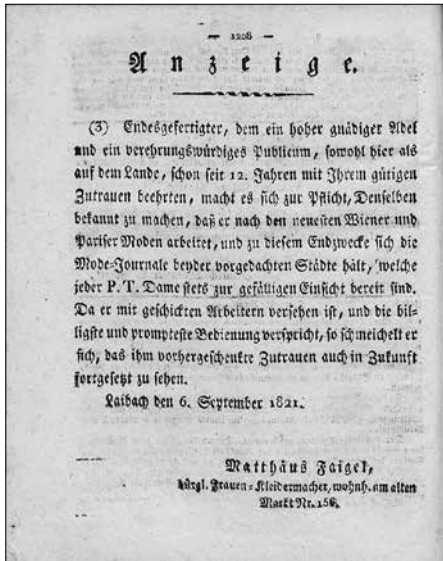 — 1208 —
Anzeige.
(3) Endesgefertigter, dem ein hoher gnädiger Adel
und ein verehrungswürdiges Publicum, sowohl hier als
auf dem Lande, schon seit 12. Jahren mit Ihrem gütigen
Zutrauen beehrten, macht es sich zur Pflicht, Denselben
bekannt zu machen, daß er nach den neuesten Wiener und
Pariser Moden arbeitet, und zu diesem Endzwecke sich die
Mode-Journale beyder vorgedachten Städte hält, welche
jeder P. T. Dame stets zur gefälligen Einsicht bereit sind.
Da er mit geschickten Arbeitern versehen ist, und die bil-
ligste und prompteste Bedienung verspricht, so schmeichelt er
sich, das ihm vorhergeschenkte Zutrauen auch in Zukunft
fortgesetzt zu sehen.
Laibach den 6. September 1821.
Matthäus Faigel,
bürgl. Frauen-Kleidermacher, wohnh. am alten
Markt Nr. 156.